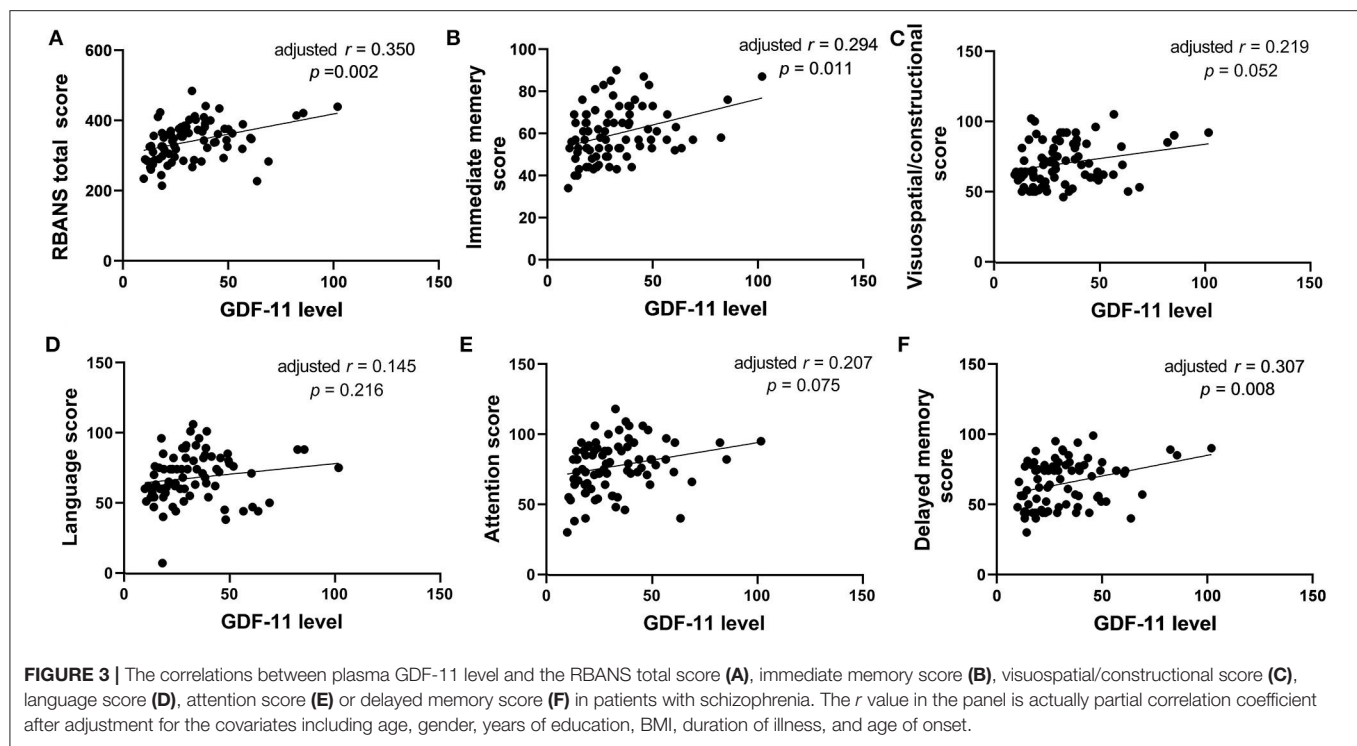 A
adjusted r = 0.350
p =0.002
RBANS total score
600
400
200
0
0
50
100
150
GDF-11 level
B
adjusted r = 0.294
p = 0.011
Immediate memery
score
100
80
60
40
20
0
0
50
100
150
GDF-11 level
C
adjusted r = 0.219
p = 0.052
Visuospatial/constructional
score
150
100
50
0
0
50
100
150
GDF-11 level
D
adjusted r = 0.145
p = 0.216
Language score
150
100
50
0
0
50
100
150
GDF-11 level
E
adjusted r = 0.207
p = 0.075
Attention score
150
100
50
0
0
50
100
150
GDF-11 level
F
adjusted r = 0.307
p = 0.008
Delayed memory
score
150
100
50
0
0
50
100
150
GDF-11 level
FIGURE 3 | The correlations between plasma GDF-11 level and the RBANS total score (A), immediate memory score (B), visuospatial/constructional score (C),
language score (D), attention score (E) or delayed memory score (F) in patients with schizophrenia. The r value in the panel is actually partial correlation coefficient
after adjustment for the covariates including age, gender, years of education, BMI, duration of illness, and age of onset.